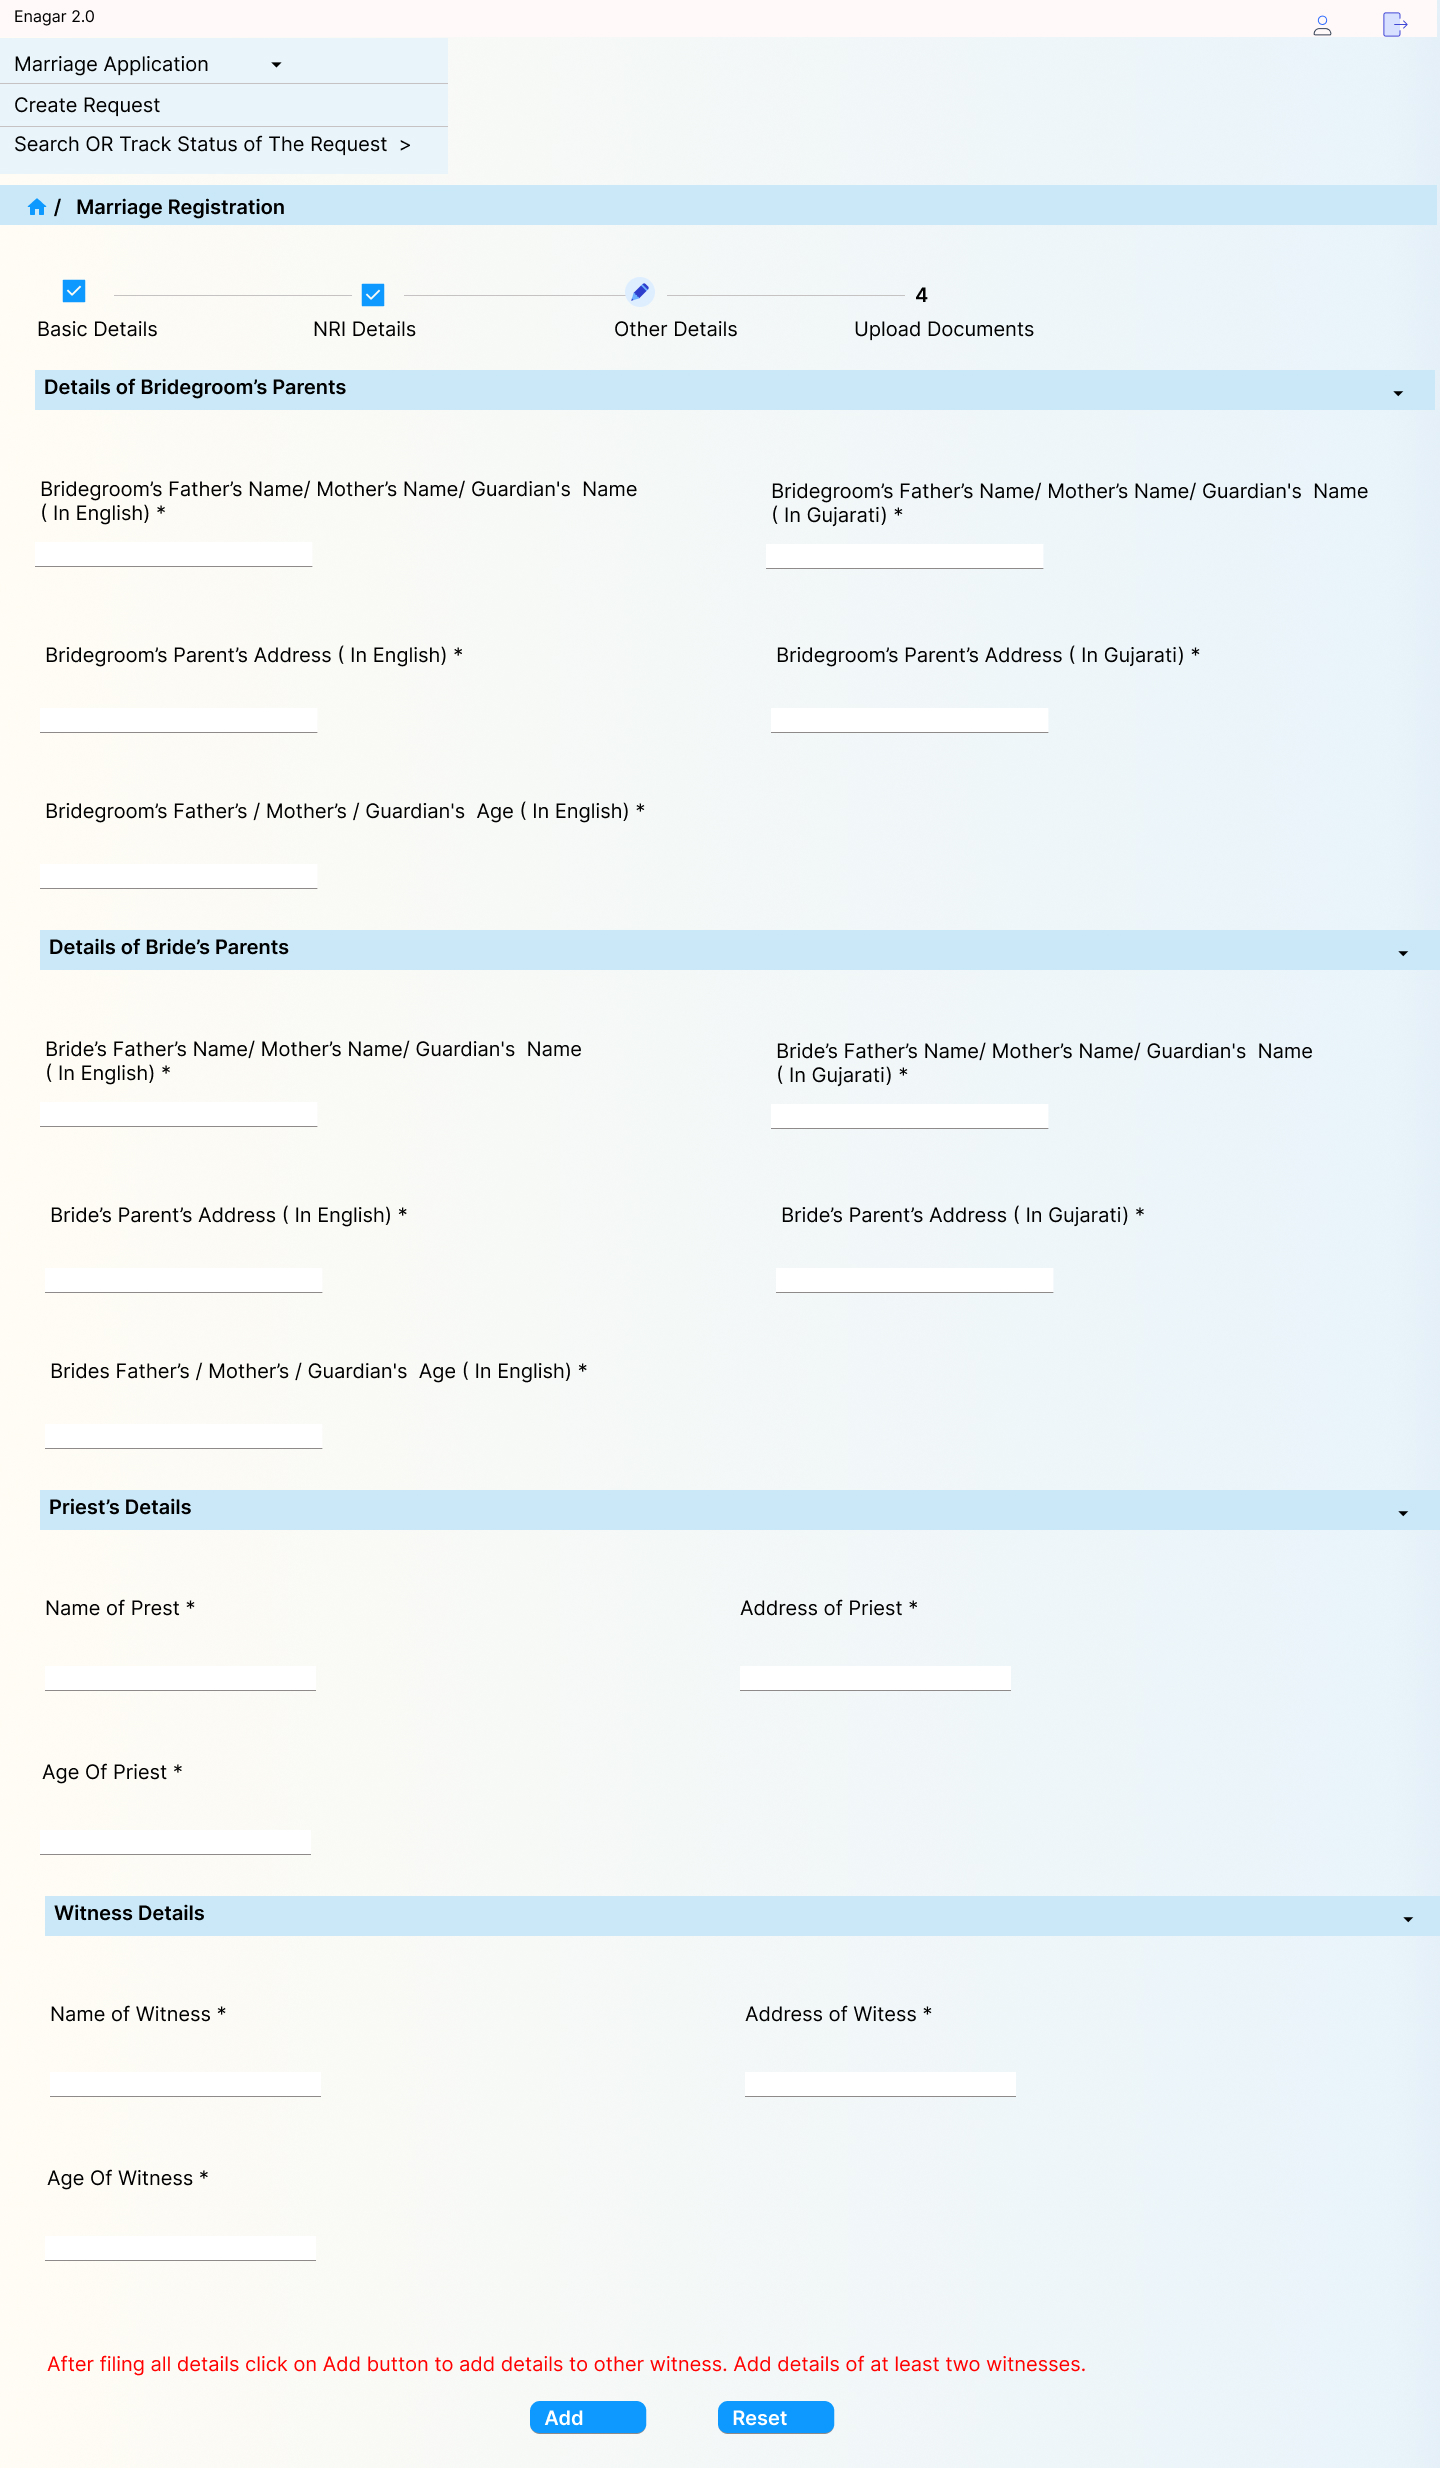 Enagar 2.0
Marriage Application
Create Request
Search OR Track Status of The Request >
/ Marriage Registration
4
Basic Details
NRI Details
Other Details
Upload Documents
Details of Bridegroom’s Parents
Bridegroom’s Father’s Name/ Mother’s Name/ Guardian's  Name
( In English) *
Bridegroom’s Father’s Name/ Mother’s Name/ Guardian's  Name
( In Gujarati) *
Bridegroom’s Parent’s Address ( In English) *
Bridegroom’s Parent’s Address ( In Gujarati) *
Bridegroom’s Father’s / Mother’s / Guardian's  Age ( In English) *
Details of Bride’s Parents
Bride’s Father’s Name/ Mother’s Name/ Guardian's  Name
( In English) *
Bride’s Father’s Name/ Mother’s Name/ Guardian's  Name
( In Gujarati) *
Bride’s Parent’s Address ( In English) *
Bride’s Parent’s Address ( In Gujarati) *
Brides Father’s / Mother’s / Guardian's  Age ( In English) *
Priest’s Details
Name of Prest *
Address of Priest *
Age Of Priest *
Witness Details
Name of Witness *
Address of Witess *
Age Of Witness *
After filing all details click on Add button to add details to other witness. Add details of at least two witnesses.
Add
Reset